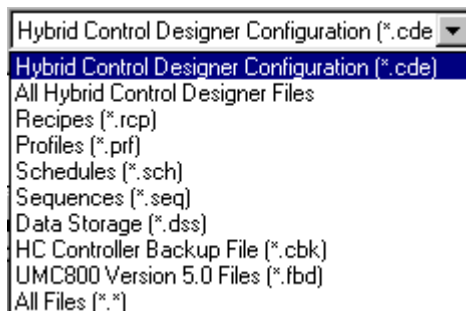 Hybrid Control Designer Configuration (*.cde
Hybrid Control Designer Configuration (*.cde)
All Hybrid Control Designer Files
Recipes (*.rcp)
Profiles (*.prf)
Schedules (*.sch)
Sequences (*.seq)
Data Storage (*.dss)
HC Controller Backup File (*.cbk)
UMC800 Version 5.0 Files (*.fbd)
All Files (*.*)